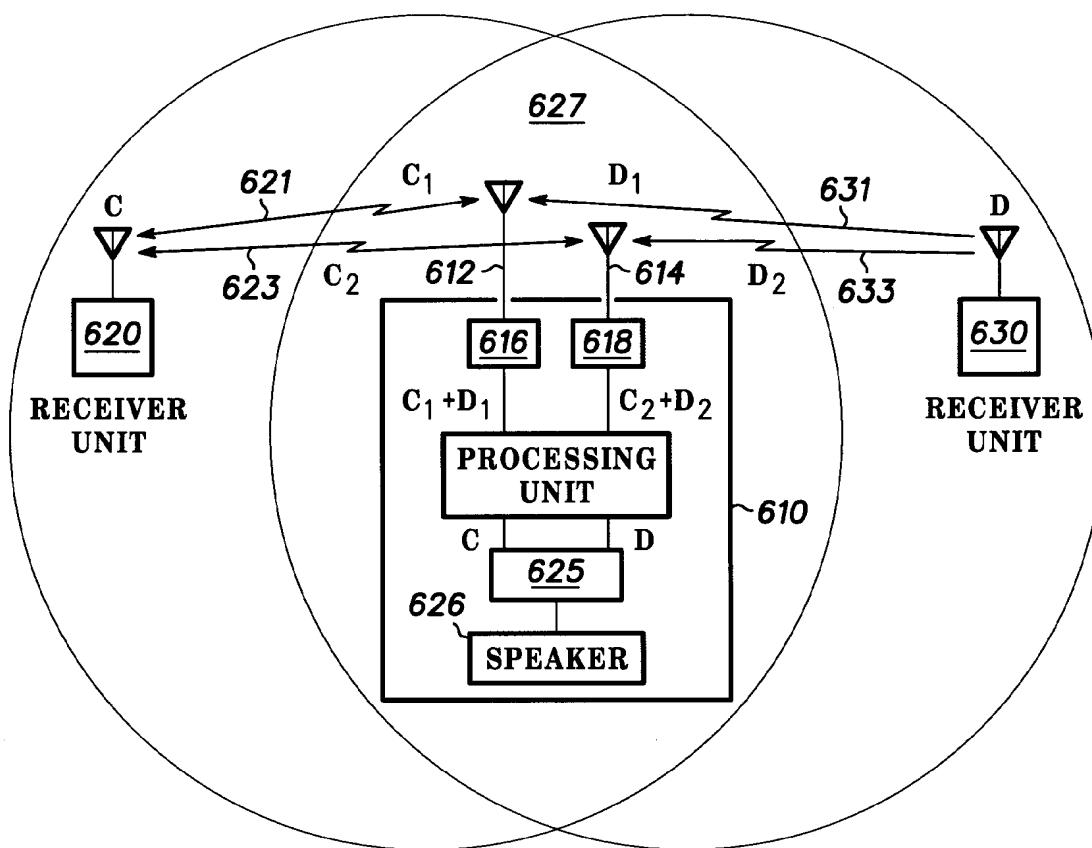 627
621
C1
D1
631
C
D
623
C2
612
614
D2
633
620
616
618
630
RECEIVER
UNIT
C1+D1
C2+D2
RECEIVER
UNIT
PROCESSING
UNIT
610
C
D
625
626
SPEAKER